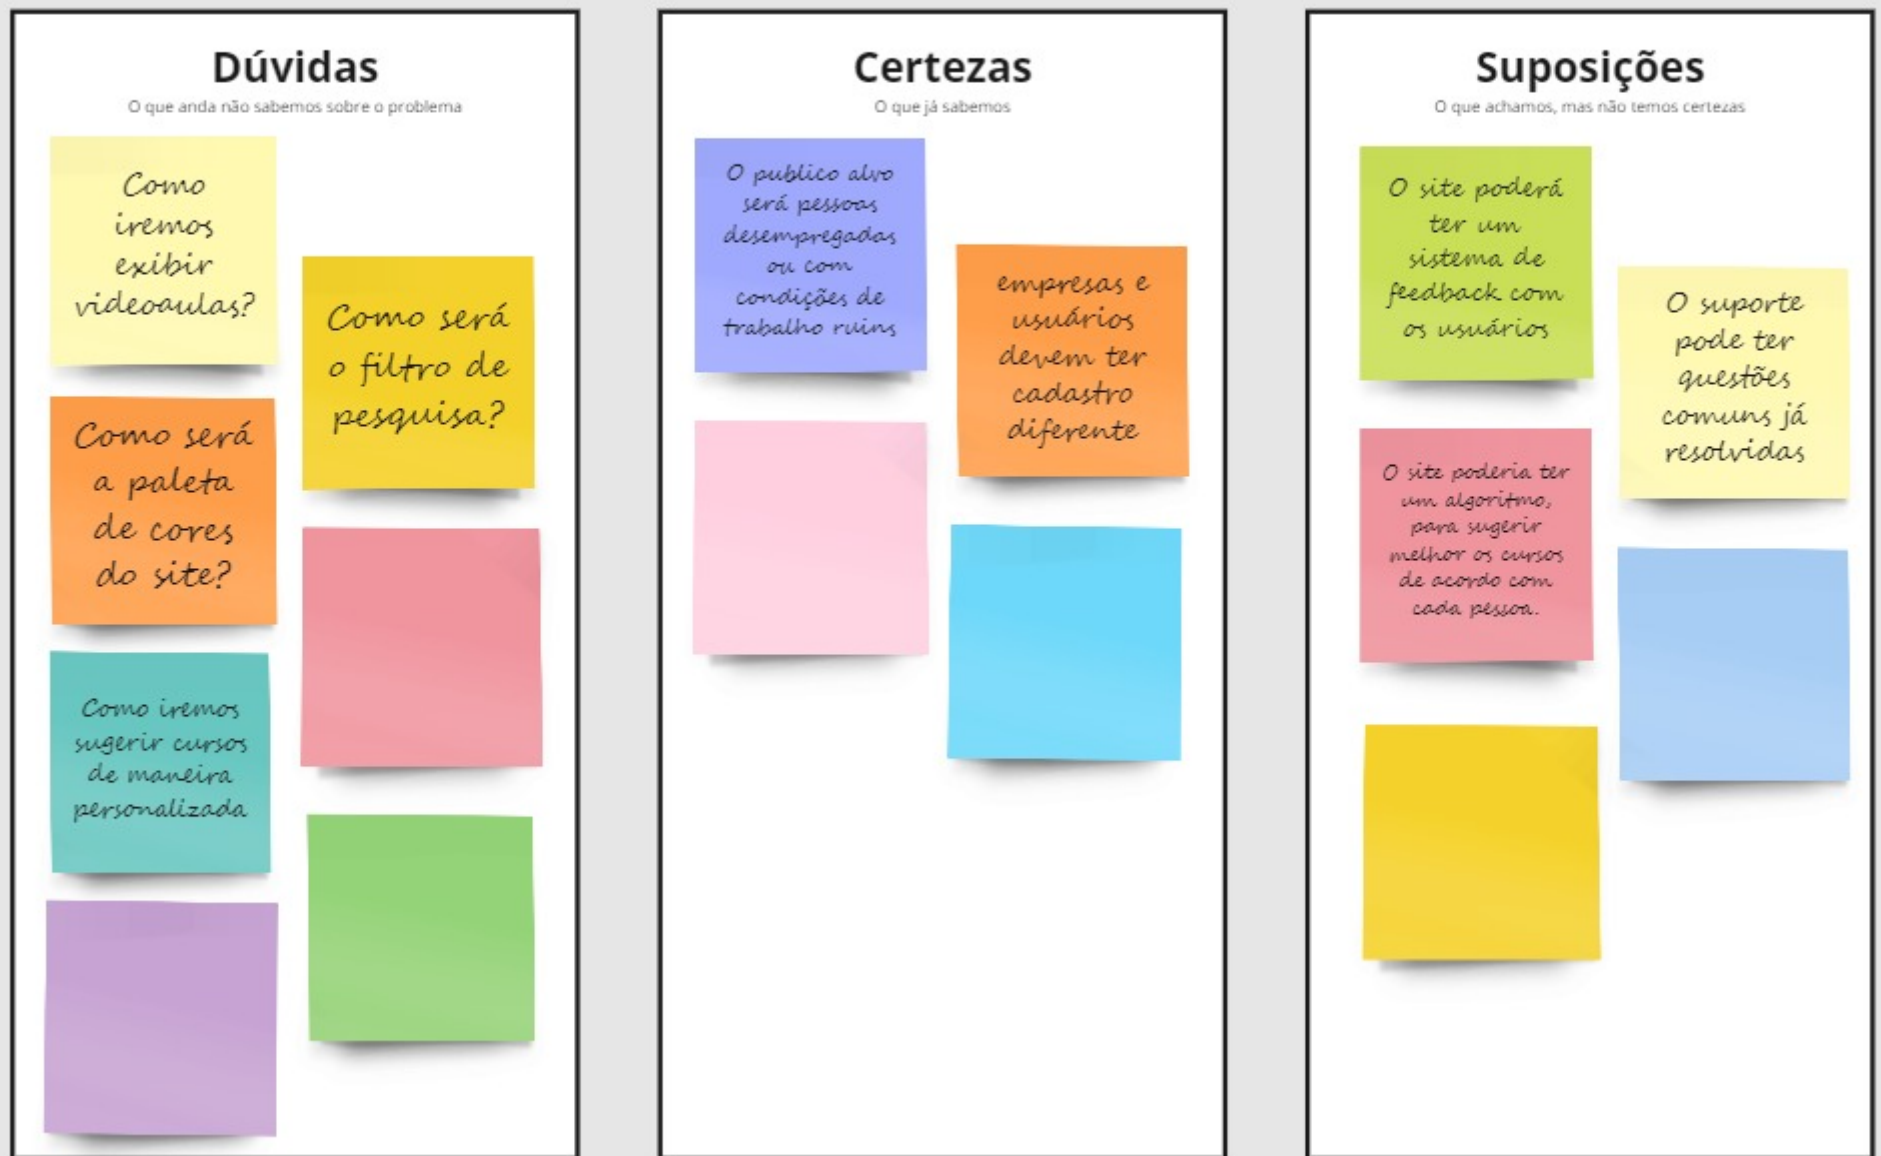 Dúvidas
O que anda não sabemos sobre o problema
Como
iremos
exibir
videoaulas?
Como será
o filtro de
pesquisa?
Como será
a paleta
de cores
do site?
Como iremos
sugerir cursos
de maneira
personalizada
Certezas
O que já sabemos
O publico alvo
será pessoas
desempregadas
ou com
condições de
trabalho ruins
empresas e
usuários
devem ter
cadastro
diferente
Suposições
O que achamos, mas não temos certezas
O site poderá
ter um
sistema de
feedback com
os usuários
O suporte
pode ter
questões
comuns já
resolvidas
O site poderia ter
um algoritmo,
para sugerir
melhor os cursos
de acordo com
cada pessoa.